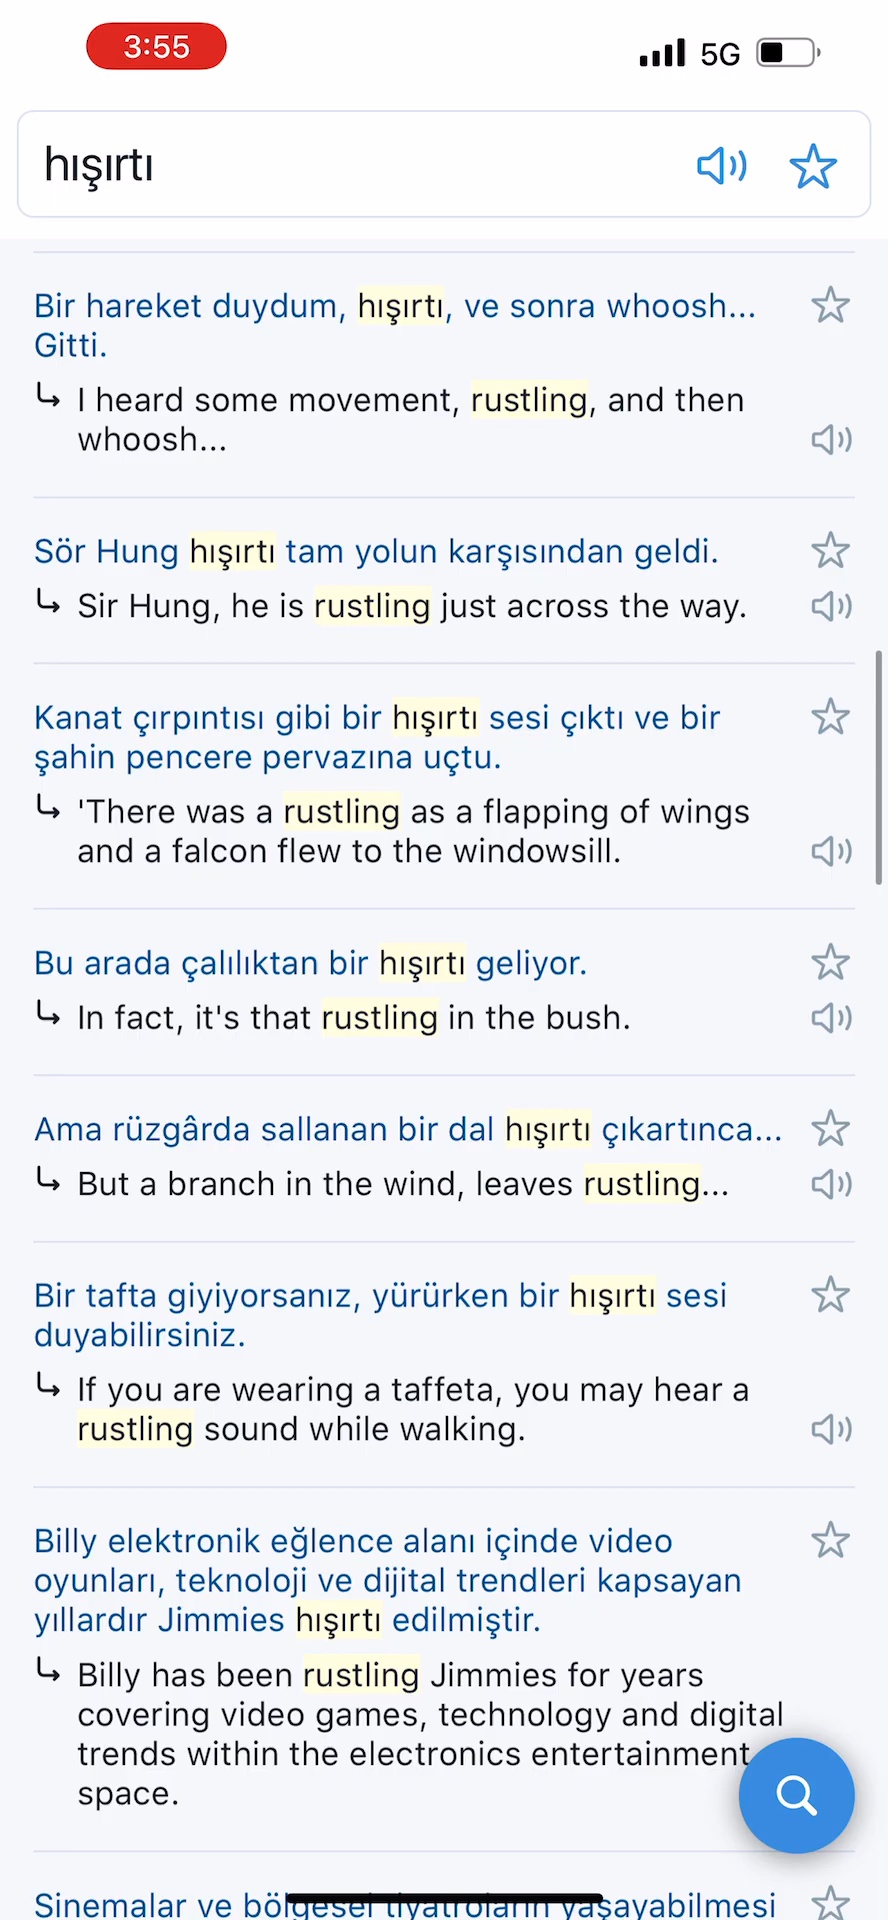 3:55
5G
hışırtı
Bir hareket duydum, hışırtı, ve sonra whoosh...
Gitti.
I heard some movement, rustling, and then
whoosh...
Sör Hung hışırtı tam yolun karşısından geldi.
Sir Hung, he is rustling just across the way.
Kanat çırpıntısı gibi bir hışırtı sesi çıktı ve bir
şahin pencere pervazına uçtu.
'There was a rustling as a flapping of wings
and a falcon flew to the windowsill.
Bu arada çalılıktan bir hışırtı geliyor.
In fact, it's that rustling in the bush.
Ama rüzgârda sallanan bir dal hışırtı çıkartınca...
But a branch in the wind, leaves rustling...
Bir tafta giyiyorsanız, yürürken bir hışırtı sesi
duyabilirsiniz.
If you are wearing a taffeta, you may hear a
rustling sound while walking.
Billy elektronik eğlence alanı içinde video
oyunları, teknoloji ve dijital trendleri kapsayan
yıllardır Jimmies hışırtı edilmiştir.
Billy has been rustling Jimmies for years
covering video games, technology and digital
trends within the electronics entertainment
space.
Sinemalar ve bölgesel tiyatroların yaşayabilmesi